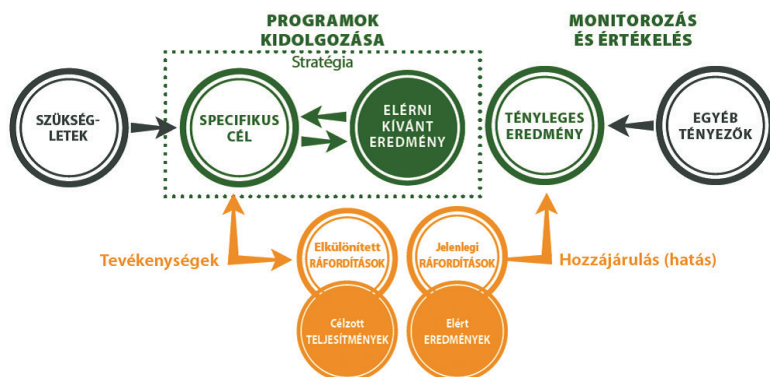 PROGRAMOK
KIDOLGOZÁSA
MONITOROZÁS
ÉS ÉRTÉKELÉS
Stratégia
SZÜKSÉG-
LETEK
SPECIFIKUS
CÉL
ELÉRNI
KÍVÁNT
EREDMÉNY
TÉNYLEGES
EREDMÉNY
EGYÉB
TÉNYEZŐK
Tevékenységek
Elkülönített
RÁFORDÍTÁSOK
Jelenlegi
RÁFORDÍTÁSOK
Hozzájárulás (hatás)
Célzott
TELJESÍTMÉNYEK
Elért
EREDMÉNYEK